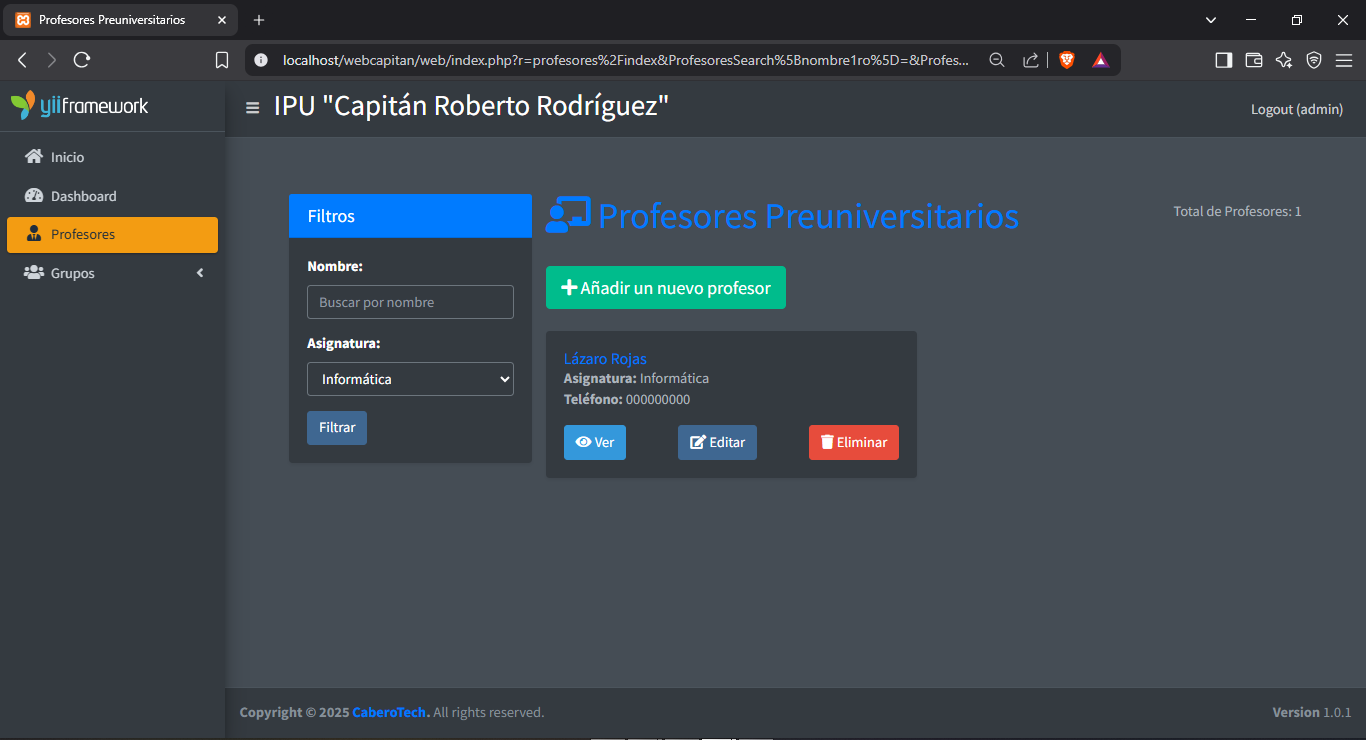 Profesores Preuniversitarios
localhost/webcapitan/web/index.php?r=profesores%2Findex&ProfesoresSearch%5Bnombre1ro%5D=&Profes...
yiiframework
IPU "Capitán Roberto Rodríguez"
Logout (admin)
Inicio
Dashboard
Profesores
Grupos
Filtros
Nombre:
Buscar por nombre
Asignatura:
Informática
Filtrar
Profesores Preuniversitarios
Total de Profesores: 1
Añadir un nuevo profesor
Lázaro Rojas
Asignatura: Informática
Teléfono: 000000000
Ver
Editar
Eliminar
Copyright © 2025 CaberoTech. All rights reserved.
Version 1.0.1